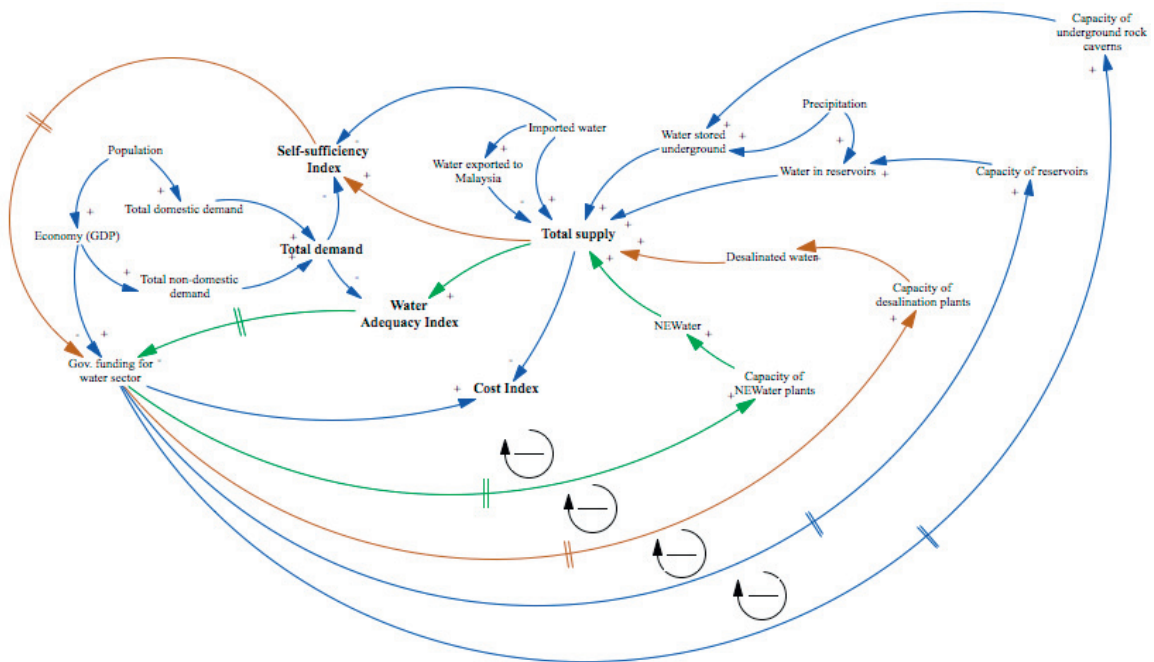 Capacity of
underground rock
caverns
Precipitation
Imported water
Water stored
underground
Population
Self-sufficiency
Index
Water exported to
Malaysia
Water in reservoirs
Capacity of reservoirs
Total domestic demand
Economy (GDP)
Total supply
Total demand
Desalinated water
Total non-domestic
demand
Capacity of
desalination plants
Water
Adequacy Index
NEWater
Gov. funding for
water sector
Cost Index
Capacity of
NEWater plants